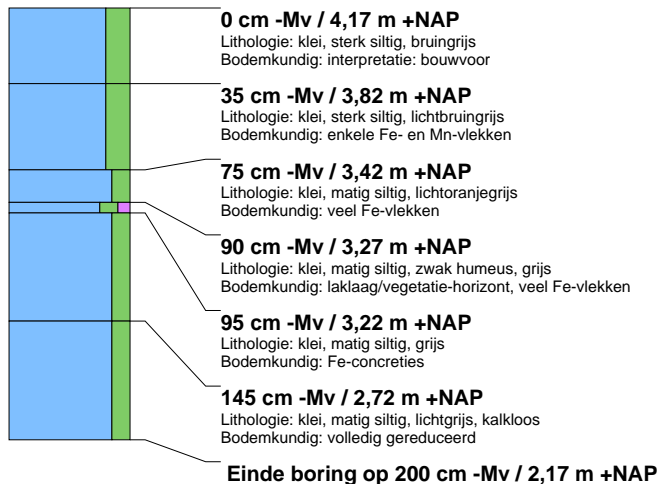 0 cm -Mv / 4,17 m +NAP
Lithologie: klei, sterk siltig, bruingrijs
Bodemkundig: interpretatie: bouwvoor
35 cm -Mv / 3,82 m +NAP
Lithologie: klei, sterk siltig, lichtbruingrijs
Bodemkundig: enkele Fe- en Mn-vlekken
75 cm -Mv / 3,42 m +NAP
Lithologie: klei, matig siltig, lichtoranjegrijs
Bodemkundig: veel Fe-vlekken
90 cm -Mv / 3,27 m +NAP
Lithologie: klei, matig siltig, zwak humeus, grijs
Bodemkundig: laklaag/vegetatie-horizont, veel Fe-vlekken
95 cm -Mv / 3,22 m +NAP
Lithologie: klei, matig siltig, grijs
Bodemkundig: Fe-concreties
145 cm -Mv / 2,72 m +NAP
Lithologie: klei, matig siltig, lichtgrijs, kalkloos
Bodemkundig: volledig gereduceerd
Einde boring op 200 cm -Mv / 2,17 m +NAP